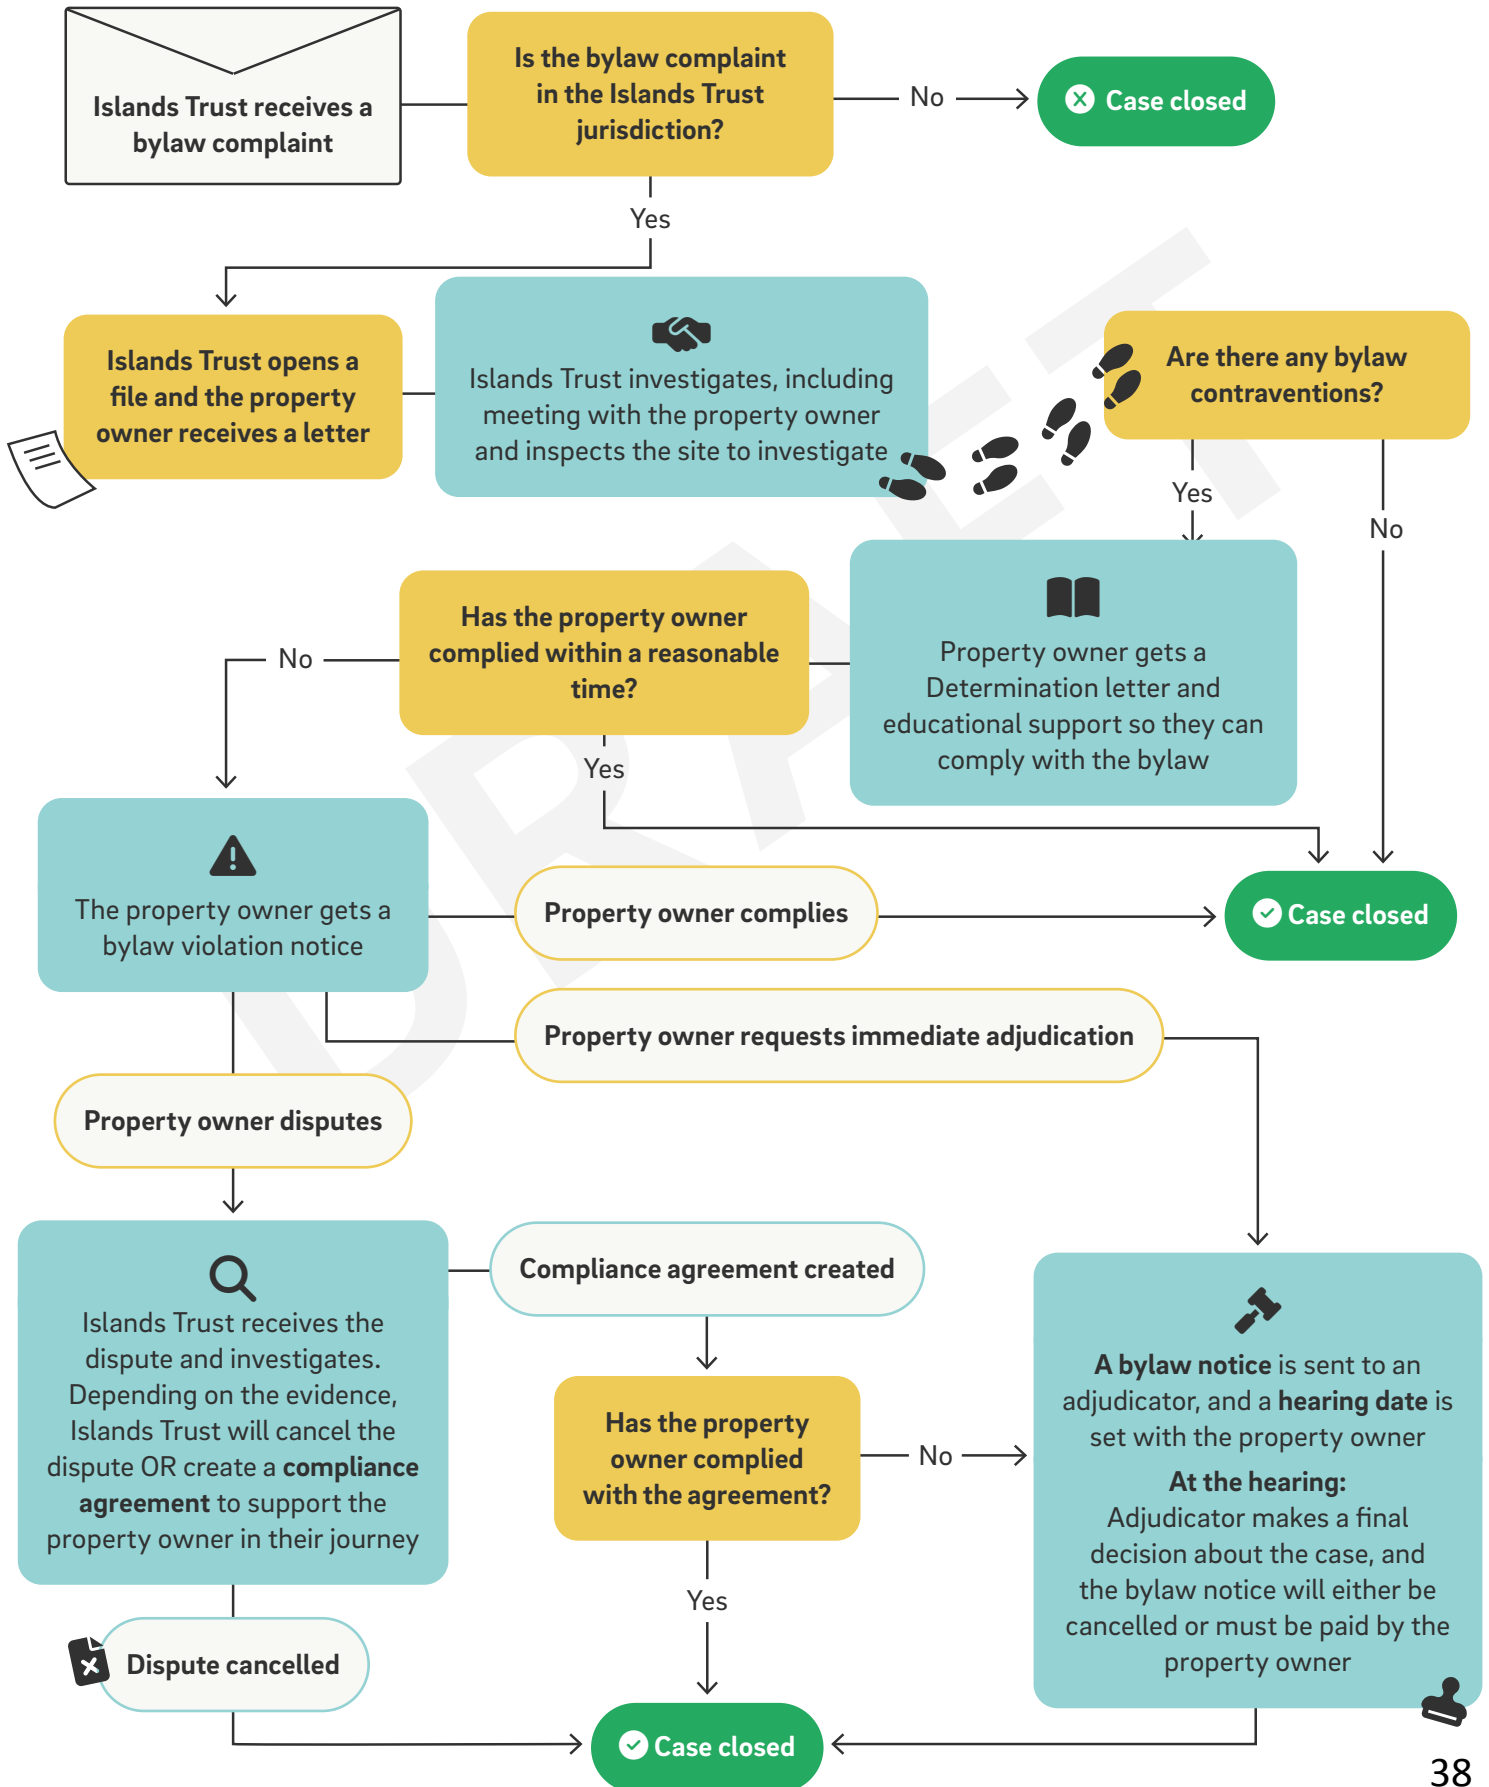 Islands Trust receives a
bylaw complaint
Is the bylaw complaint
in the Islands Trust
jurisdiction?
No
Case closed
Yes
Islands Trust opens a
file and the property
owner receives a letter
Islands Trust investigates, including
meeting with the property owner
and inspects the site to investigate
Are there any bylaw
contraventions?
Yes
No
Property owner gets a
Determination letter and
educational support so they can
comply with the bylaw
Has the property owner
complied within a reasonable
time?
No
Yes
The property owner gets a
bylaw violation notice
Property owner complies
Case closed
Property owner requests immediate adjudication
Property owner disputes
Islands Trust receives the
dispute and investigates.
Depending on the evidence,
Islands Trust will cancel the
dispute OR create a compliance
agreement to support the
property owner in their journey
Compliance agreement created
Has the property
owner complied
with the agreement?
No
Yes
A bylaw notice is sent to an
adjudicator, and a hearing date is
set with the property owner
At the hearing:
Adjudicator makes a final
decision about the case, and
the bylaw notice will either be
cancelled or must be paid by the
property owner
Dispute cancelled
Case closed
DRAFT
38